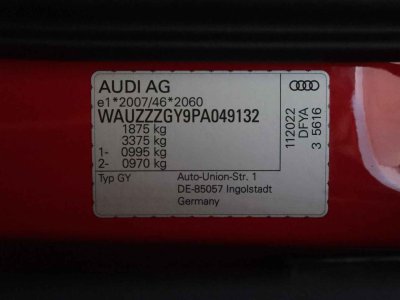 AUDI AG
e1*2007/46*2060
WAUZZZGY9PA049132
1875 kg
3375 kg
1- 0995 kg
2- 0970 kg
Typ GY
Auto-Union-Str. 1
DE-85057 Ingolstadt
Germany
112022
DFYA
3 5616